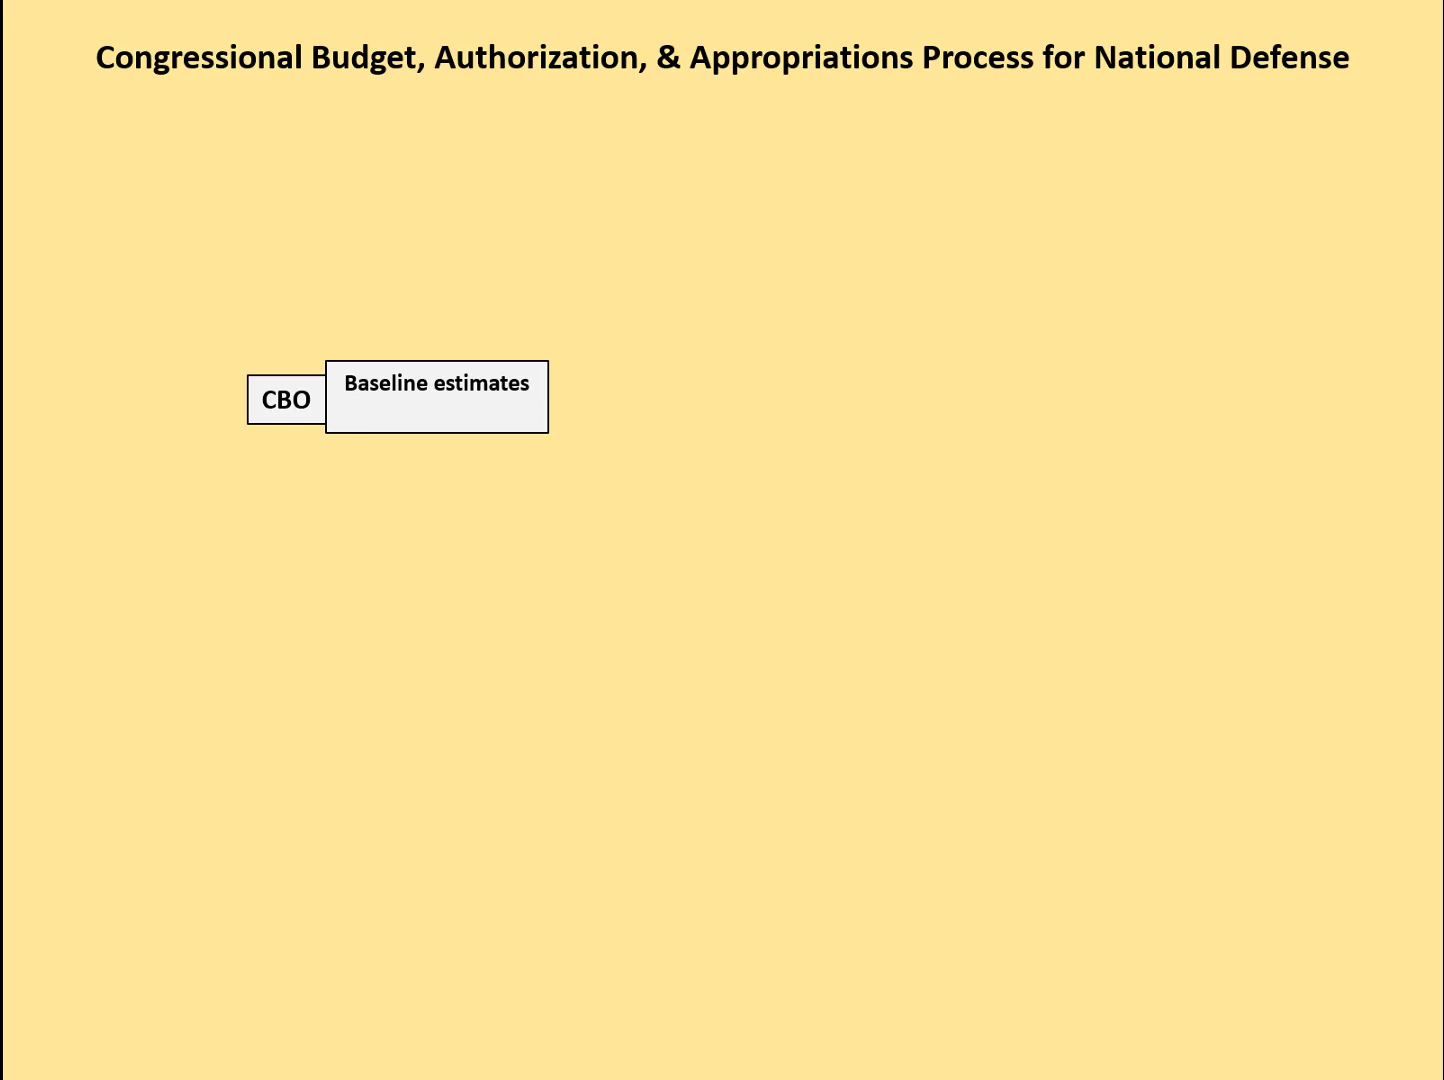 Congressional Budget, Authorization, & Appropriations Process for National Defense
Baseline estimates
CBO